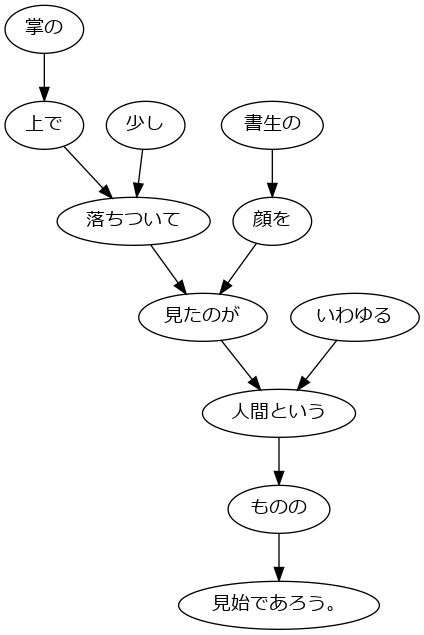 掌の
上で
少し
書生の
落ちついて
顔を
見たのが
いわゆる
人間という
ものの
見始であろう。